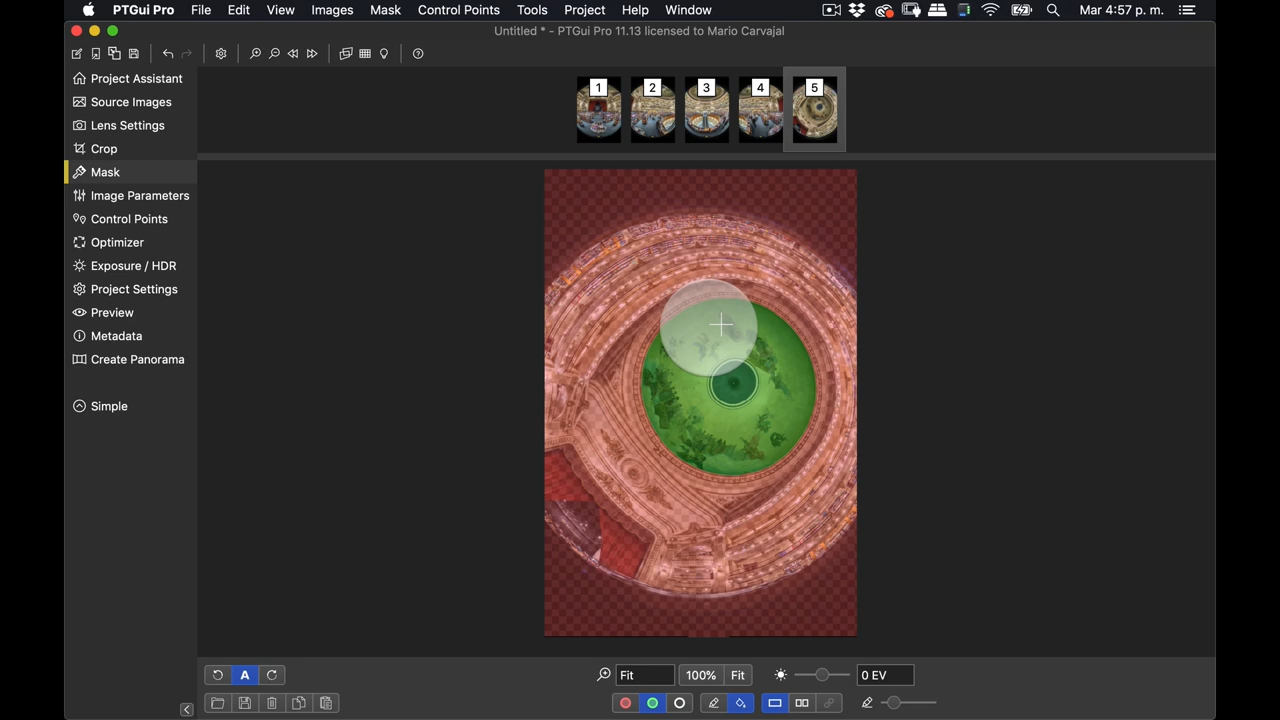 PTGui Pro File Edit View Images Mask Control Points Tools Project Help Window Mar 4:57 p. m.
Untitled * - PTGui Pro 11.13 licensed to Mario Carvajal
Project Assistant
Source Images
Lens Settings
Crop
Mask
Image Parameters
Control Points
Optimizer
Exposure / HDR
Project Settings
Preview
Metadata
Create Panorama
Simple
1 2 3 4 5
A Fit 100% Fit 0 EV